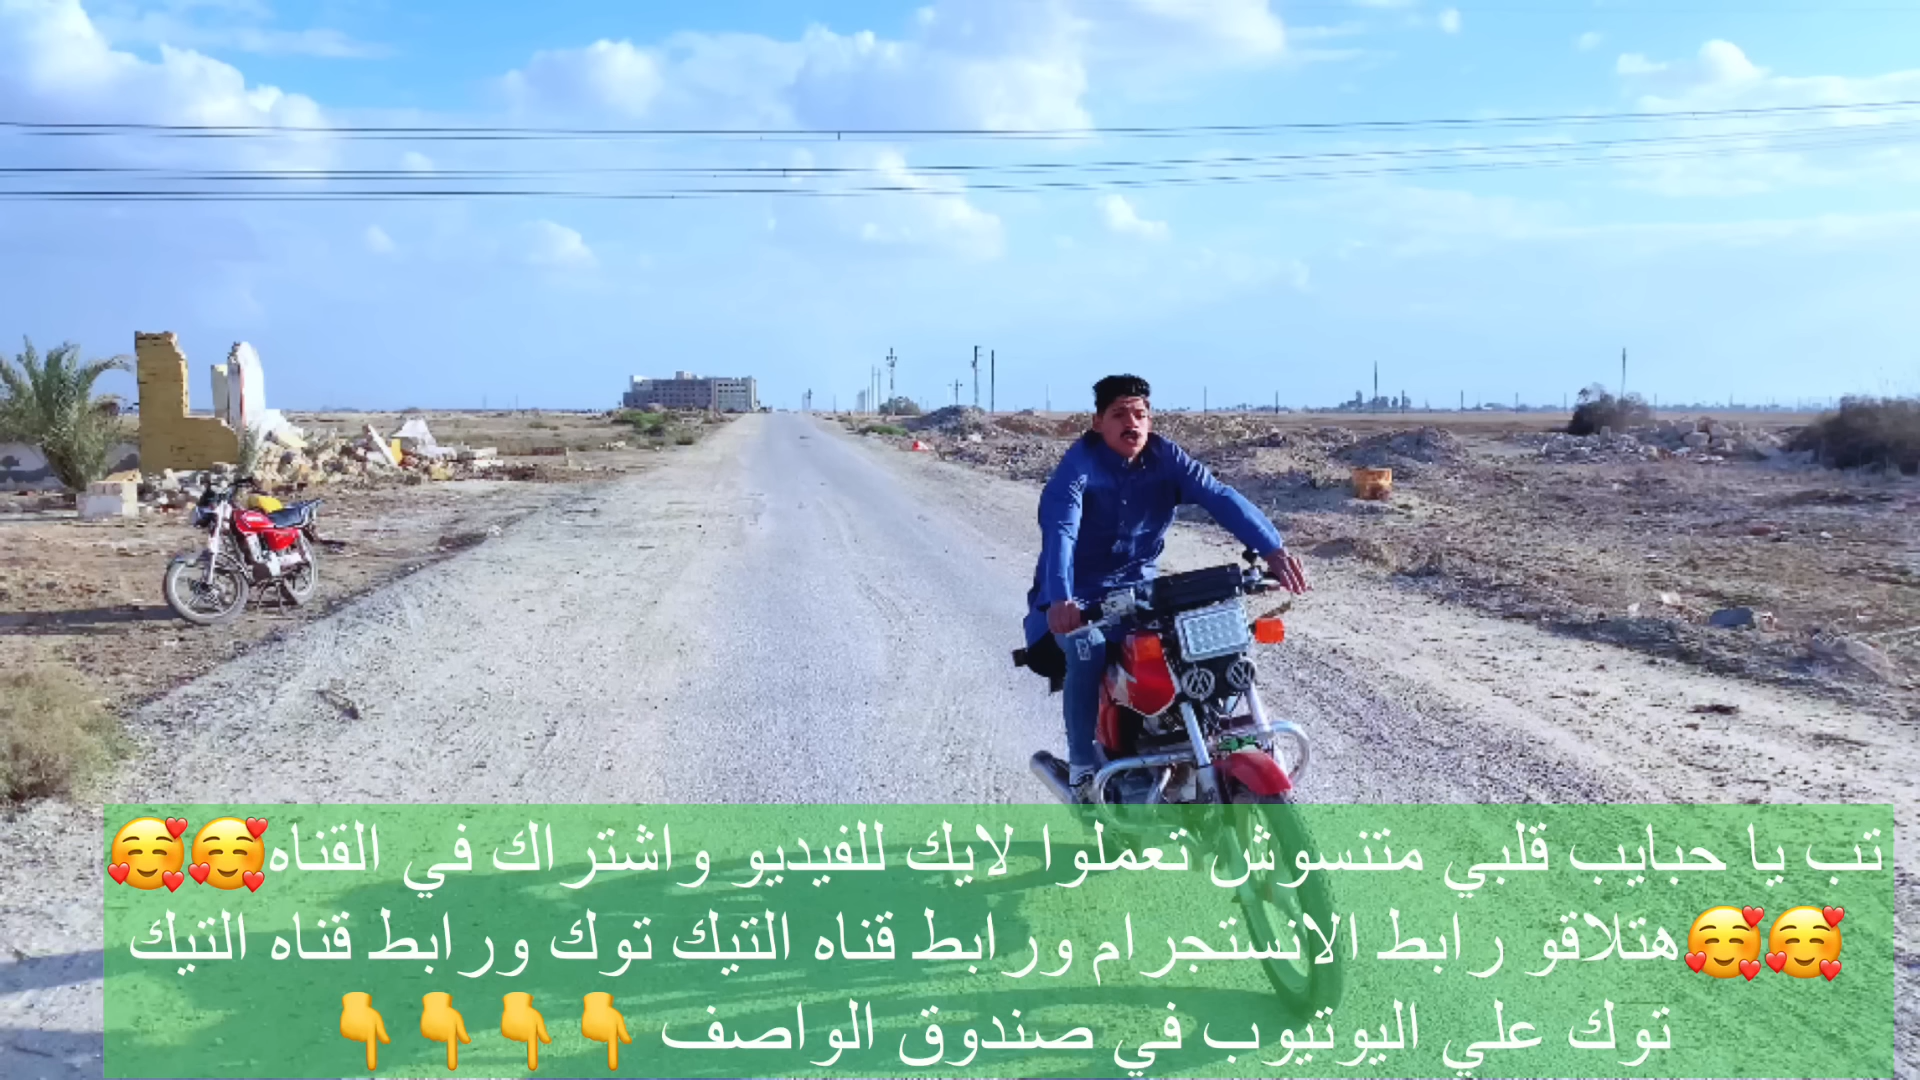 تب يا حبايب قلبي متنسوش تعملوا لايك للفيديو واشتراك في القناه🥰🥰
🥰🥰هتلاقو رابط الانستجرام ورابط قناه التيك توك ورابط قناه التيك
توك علي اليوتيوب في صندوق الواصف 👇👇👇👇